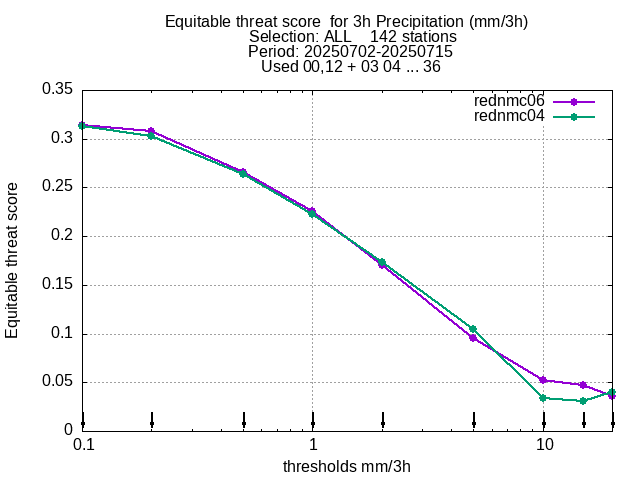 Equitable threat score  for 3h Precipitation (mm/3h)
Selection: ALL    142 stations
Period: 20250702-20250715
Used 00,12 + 03 04 ... 36
rednmc06
rednmc04
0.35
0.3
0.25
0.2
0.15
0.1
0.05
0
Equitable threat score
0.1 1 10
thresholds mm/3h